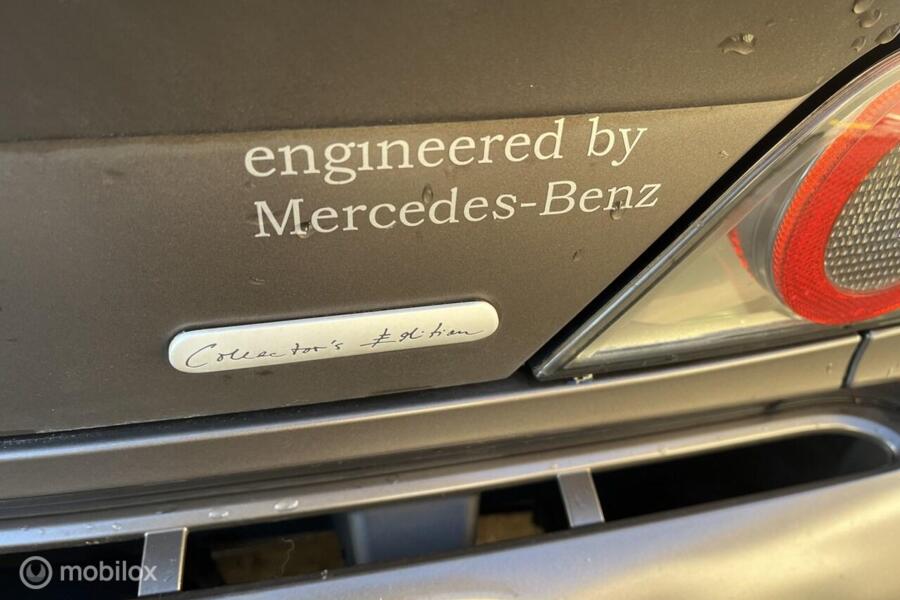 engineered by
Mercedes-Benz
Collector's Edition
mobilox